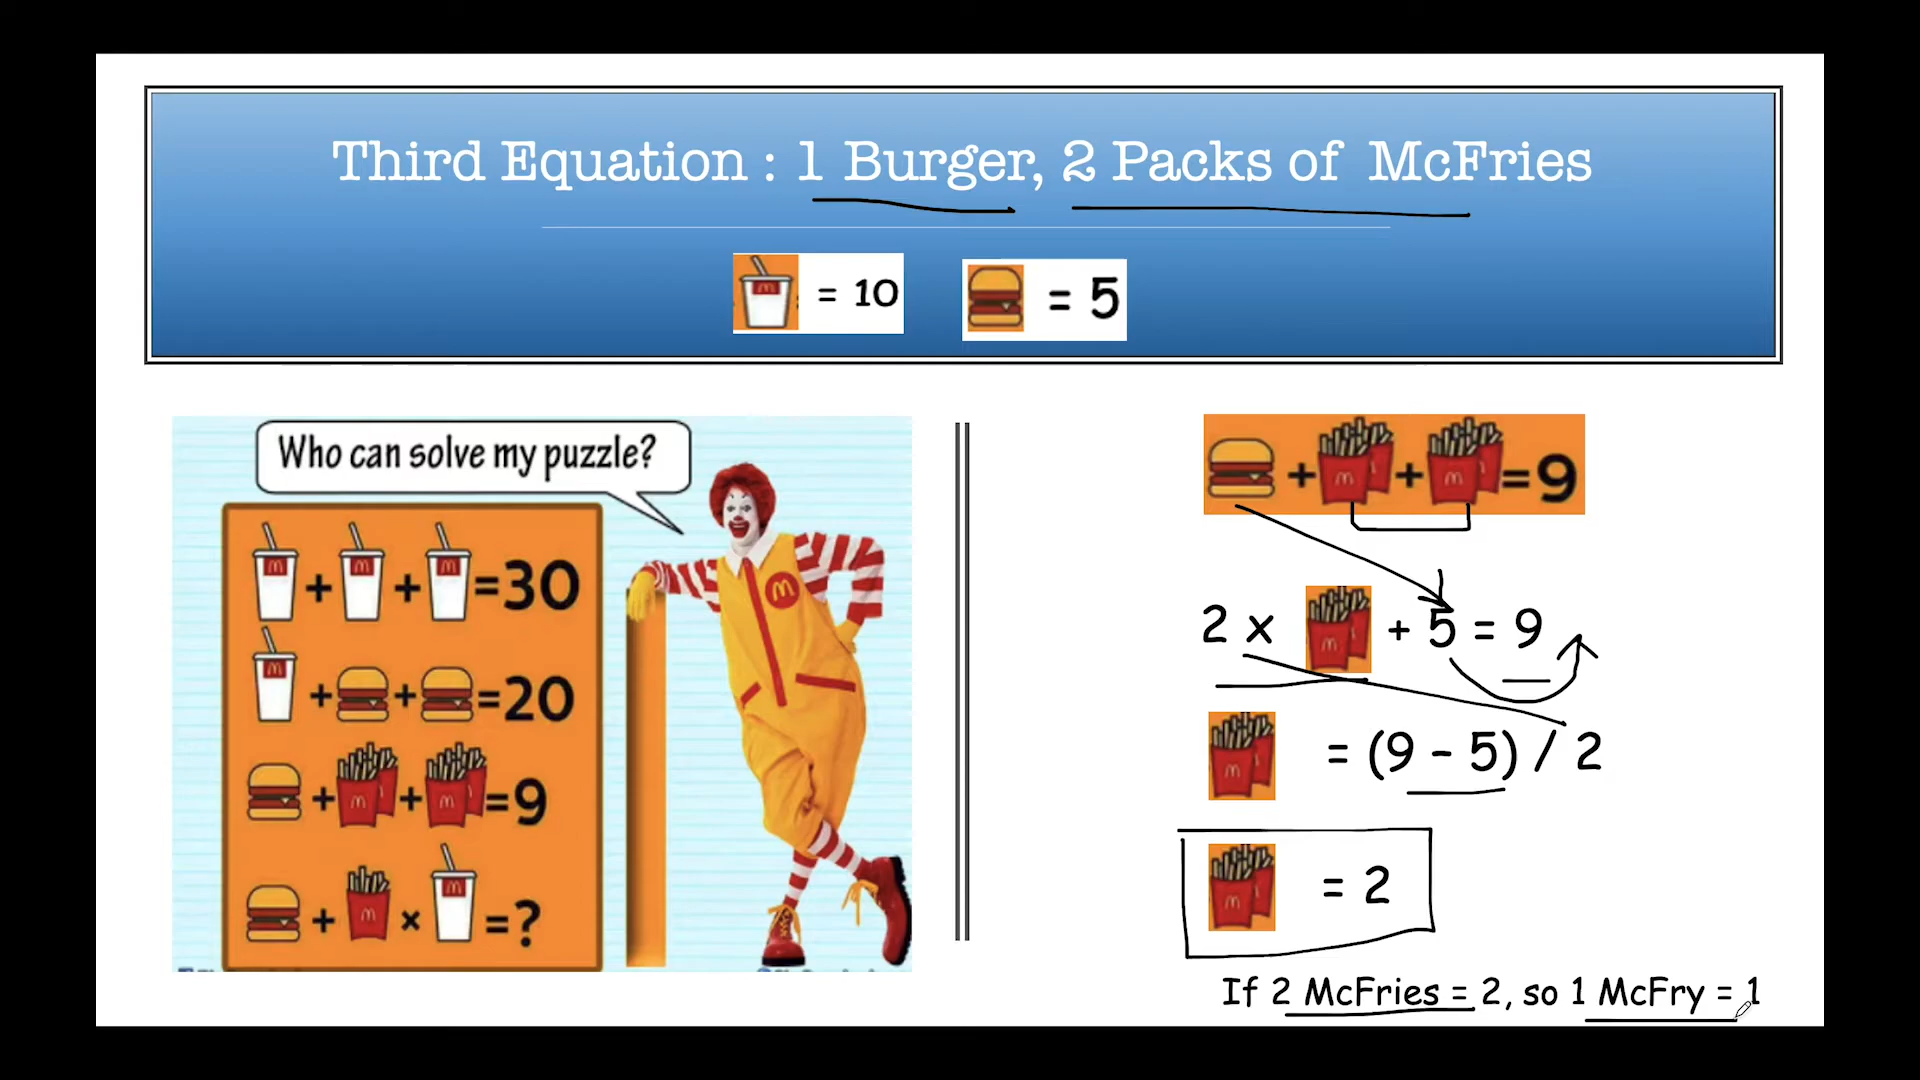 Third Equation : 1 Burger, 2 Packs of McFries
= 10
= 5
Who can solve my puzzle?
+ + =30
+ + =20
+ + =9
+ × =?
+ + =9
2 x + 5 = 9
= (9 - 5) / 2
= 2
If 2 McFries = 2, so 1 McFry = 1